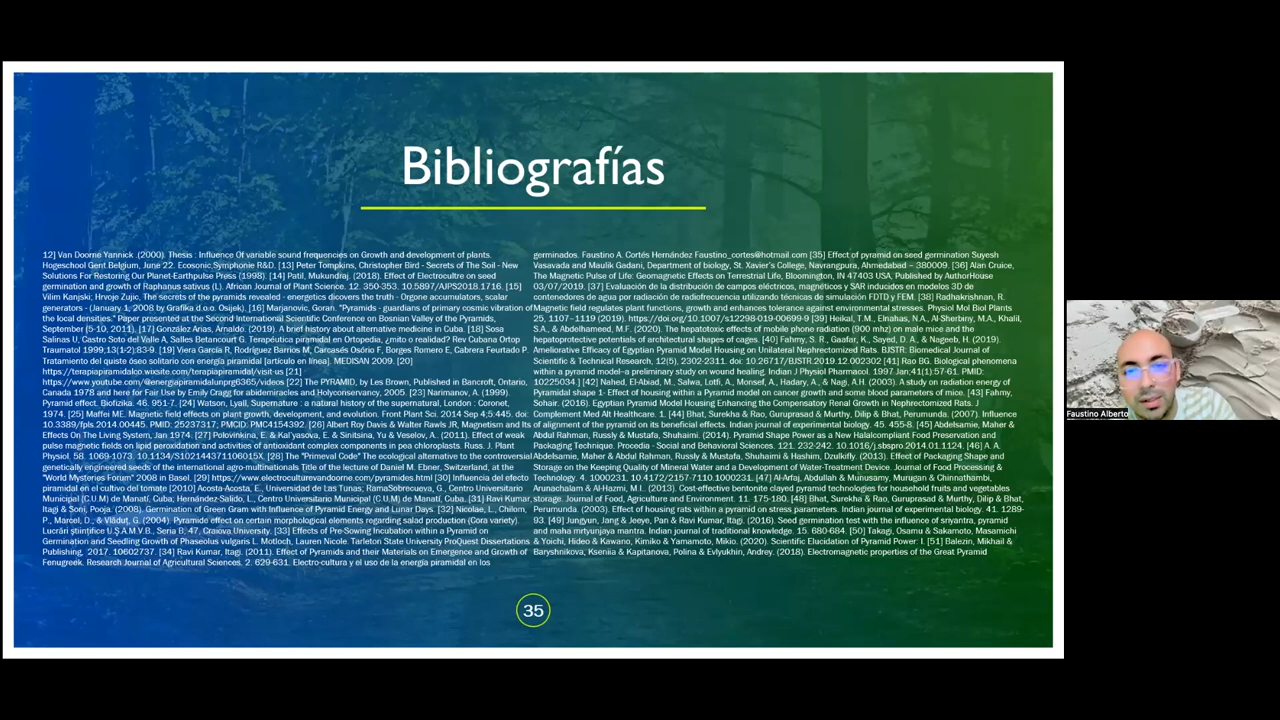 Bibliografías
12] Van Doorne Yannick .(2000). Thesis : Influence Of variable sound frequencies on Growth and development of plants.
Hogeschool Gent Belgium, June 22. Ecosonic,Symphonie R&D. [13] Peter Tompkins, Christopher Bird - Secrets of The Soil - New
Solutions For Restoring Our Planet-Earthpulse Press (1998). [14] Patil, Mukundraj. (2018). Effect of Electrocultre on seed
germination and growth of Raphanus sativus (L). African Journal of Plant Science. 12. 350-353. 10.5897/AJPS2018.1716. [15]
Vilim Kanjski; Hrvoje Zujic, The secrets of the pyramids revealed - energetics dicovers the truth - Orgone accumulators, scalar
generators - (January 1, 2008 by Grafika d.o.o. Osijek). [16] Marjanovic, Goran. "Pyramids - guardians of primary cosmic vibration of
the local densities." Páper presented at the Second International Scientific Conference on Bosnian Valley of the Pyramids,
September (5-10, 2011). [17] González Arias, Arnaldo. (2019). A brief history about alternative medicine in Cuba. [18] Sosa
Salinas U, Castro Soto del Valle A, Salles Betancourt G. Terapéutica piramidal en Ortopedia, ¿mito o realidad? Rev Cubana Ortop
Traumatol 1999;13(1-2):83-9. [19] Viera García R, Rodríguez Barrios M, Carcasés Osório F, Borges Romero E, Cabrera Feurtado P.
Tratamiento del quiste óseo solitario con energía piramidal [artículo en línea]. MEDISAN 2009. [20]
https://terapiapiramidalco.wixsite.com/terapiapiramidal/visit-us [21]
https://www.youtube.com/@energiapiramidalunprg6365/videos [22] The PYRAMID, by Les Brown, Published in Bancroft, Ontario,
Canada 1978 and here for Fair Use by Emily Cragg for abidemiracles and Holyconservancy, 2005. [23] Narimanov, A. (1999).
Pyramid effect. Biofizika. 46. 951-7. [24] Watson, Lyall, Supernature : a natural history of the supernatural, London : Coronet,
1974. [25] Maffei ME. Magnetic field effects on plant growth, development, and evolution. Front Plant Sci. 2014 Sep 4;5:445. doi:
10.3389/fpls.2014.00445. PMID: 25237317; PMCID: PMC4154392. [26] Albert Roy Davis & Walter Rawls JR, Magnetism and Its
Effects On The Living System, Jan 1974. [27] Polovinkina, E. & Kal'yasova, E. & Sinitsina, Yu & Veselov, A.. (2011). Effect of weak
pulse magnetic fields on lipid peroxidation and activities of antioxidant complex components in pea chloroplasts. Russ. J. Plant
Physiol. 58. 1069-1073. 10.1134/S102144371106015X. [28] The "Primeval Code" The ecological alternative to the controversial
genetically engineered seeds of the international agro-multinationals Title of the lecture of Daniel M. Ebner, Switzerland, at the
"World Mysteries Forum" 2008 in Basel. [29] https://www.electroculturevandoorne.com/pyramides.html [30] Influencia del efecto
piramidal en el cultivo del tomate [2010] Acosta-Acosta, E., Universidad de Las Tunas; RamaSobrecueva, G., Centro Universitario
Municipal (C.U.M) de Manatí, Cuba; Hernández-Salido, L., Centro Universitario Municipal (C.U.M) de Manatí, Cuba. [31] Ravi Kumar,
Itagi & Soni, Pooja. (2008). Germination of Green Gram with Influence of Pyramid Energy and Lunar Days. [32] Nicolae, I., Chilom,
P., Marcel, D., & Vlăduţ, G. (2004). Pyramide effect on certain morphological elements regarding salad production (Cora variety).
Lucrări ştiinţifice U.Ş.A.M.V.B., Seria B, 47, Craiova University. [33] Effects of Pre-Sowing Incubation within a Pyramid on
Germination and Seedling Growth of Phaseolus vulgaris L. Motloch, Lauren Nicole. Tarleton State University ProQuest Dissertations
Publishing, 2017. 10602737. [34] Ravi Kumar, Itagi. (2011). Effect of Pyramids and their Materials on Emergence and Growth of
Fenugreek. Research Journal of Agricultural Sciences. 2. 629-631. Electro-cultura y el uso de la energía piramidal en los
germinados. Faustino A. Cortés Hernández Faustino_cortes@hotmail.com [35] Effect of pyramid on seed germination Suyesh
Vasavada and Maulik Gadani, Department of biology, St. Xavier's College, Navrangpura, Ahmedabad – 380009. [36] Alan Cruice,
The Magnetic Pulse of Life: Geomagnetic Effects on Terrestrial Life, Bloomington, IN 47403 USA, Published by AuthorHouse
03/07/2019. [37] Evaluación de la distribución de campos eléctricos, magnéticos y SAR inducidos en modelos 3D de
contenedores de agua por radiación de radiofrecuencia utilizando técnicas de simulación FDTD y FEM. [38] Radhakrishnan, R.
Magnetic field regulates plant functions, growth and enhances tolerance against environmental stresses. Physiol Mol Biol Plants
25, 1107–1119 (2019). https://doi.org/10.1007/s12298-019-00699-9 [39] Heikal, T.M., Elnahas, N.A., Al-Sherbiny, M.A., Khalil,
S.A., & Abdelhameed, M.F. (2020). The hepatotoxic effects of mobile phone radiation (900 mhz) on male mice and the
hepatoprotective potentials of architectural shapes of cages. [40] Fahmy, S. R., Gaafar, K., Sayed, D. A., & Nageeb, H. (2019).
Ameliorative Efficacy of Egyptian Pyramid Model Housing on Unilateral Nephrectomized Rats. BJSTR: Biomedical Journal of
Scientific & Technical Research, 12(5), 2302-2311. doi: 10.26717/BJSTR.2019.12.002302 [41] Rao BG. Biological phenomena
within a pyramid model--a preliminary study on wound healing. Indian J Physiol Pharmacol. 1997 Jan;41(1):57-61. PMID:
10225034.] [42] Nahed, El-Abiad, M., Salwa, Lotfi, A., Monsef, A., Hadary, A., & Nagi, A.H. (2003). A study on radiation energy of
Pyramidal shape 1- Effect of housing within a Pyramid model on cancer growth and some blood parameters of mice. [43] Fahmy,
Sohair. (2016). Egyptian Pyramid Model Housing Enhancing the Compensatory Renal Growth in Nephrectomized Rats. J
Complement Med Alt Healthcare. 1. [44] Bhat, Surekha & Rao, Guruprasad & Murthy, Dilip & Bhat, Perumunda. (2007). Influence
of alignment of the pyramid on its beneficial effects. Indian journal of experimental biology. 45. 455-8. [45] Abdelsamie, Maher &
Abdul Rahman, Russly & Mustafa, Shuhaimi. (2014). Pyramid Shape Power as a New Halalcompliant Food Preservation and
Packaging Technique. Procedia - Social and Behavioral Sciences. 121. 232-242. 10.1016/j.sbspro.2014.01.1124. [46] A. A.
Abdelsamie, Maher & Abdul Rahman, Russly & Mustafa, Shuhaimi & Hashim, Dzulkifly. (2013). Effect of Packaging Shape and
Storage on the Keeping Quality of Mineral Water and a Development of Water-Treatment Device. Journal of Food Processing &
Technology. 4. 1000231. 10.4172/2157-7110.1000231. [47] Al-Arfaj, Abdullah & Munusamy, Murugan & Chinnathambi,
Arunachalam & Al-Hazmi, M.I.. (2013). Cost-effective bentonite clayed pyramid technologies for household fruits and vegetables
storage. Journal of Food, Agriculture and Environment. 11. 175-180. [48] Bhat, Surekha & Rao, Guruprasad & Murthy, Dilip & Bhat,
Perumunda. (2003). Effect of housing rats within a pyramid on stress parameters. Indian journal of experimental biology. 41. 1289-
93. [49] Jungyun, Jang & Jeeye, Pan & Ravi Kumar, Itagi. (2016). Seed germination test with the influence of sriyantra, pyramid
and maha mrtyumjaya mantra. Indian journal of traditional knowledge. 15. 680-684. [50] Takagi, Osamu & Sakamoto, Masamichi
& Yoichi, Hideo & Kawano, Kimiko & Yamamoto, Mikio. (2020). Scientific Elucidation of Pyramid Power: I. [51] Balezin, Mikhail &
Baryshnikova, Kseniia & Kapitanova, Polina & Evlyukhin, Andrey. (2018). Electromagnetic properties of the Great Pyramid
35
Faustino Alberto